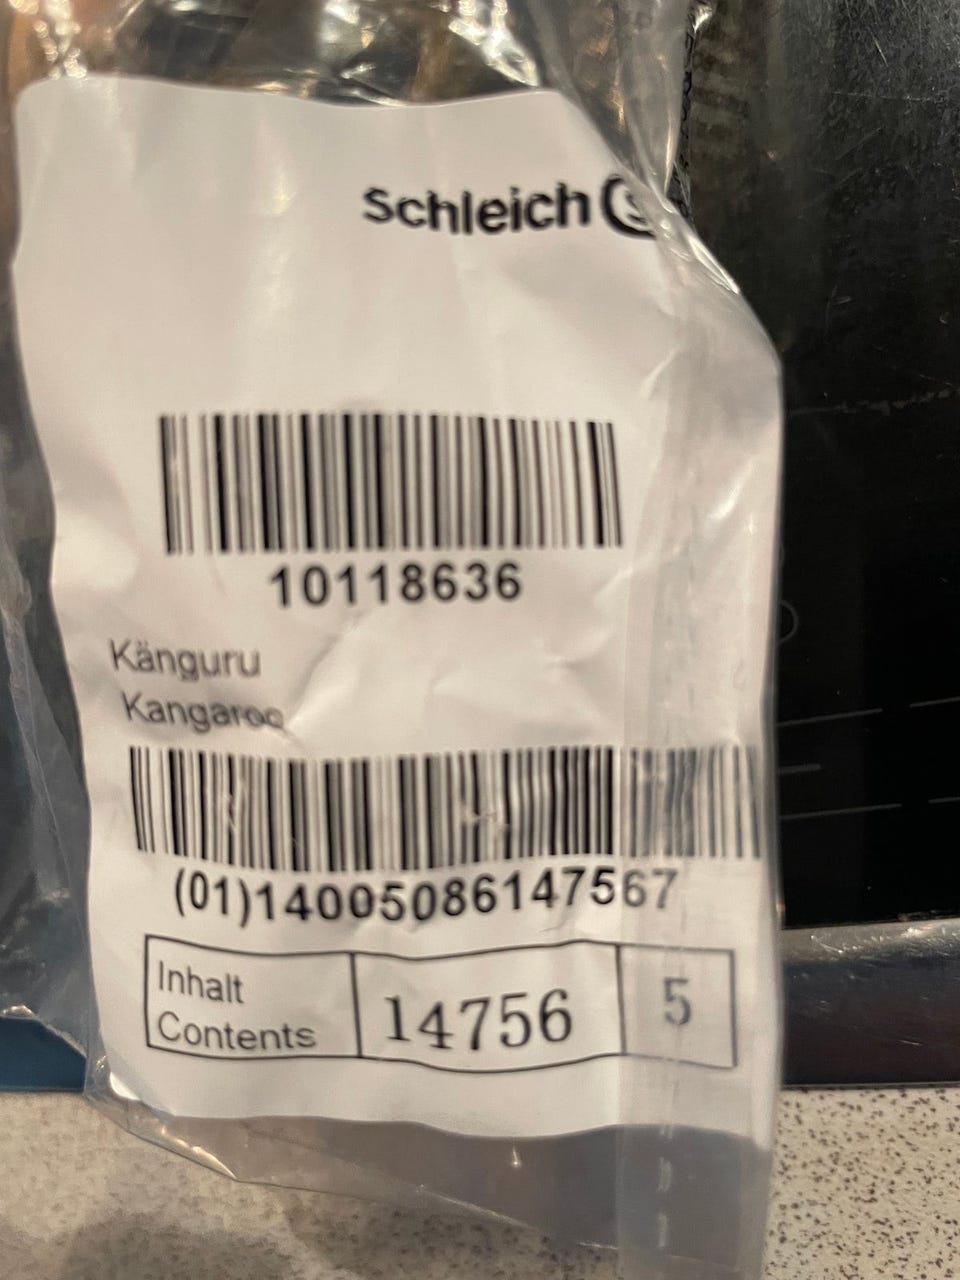 Schleich S
10118636
Känguru
Kangaroo
(01)14005086147567
Inhalt
Contents
14756
5